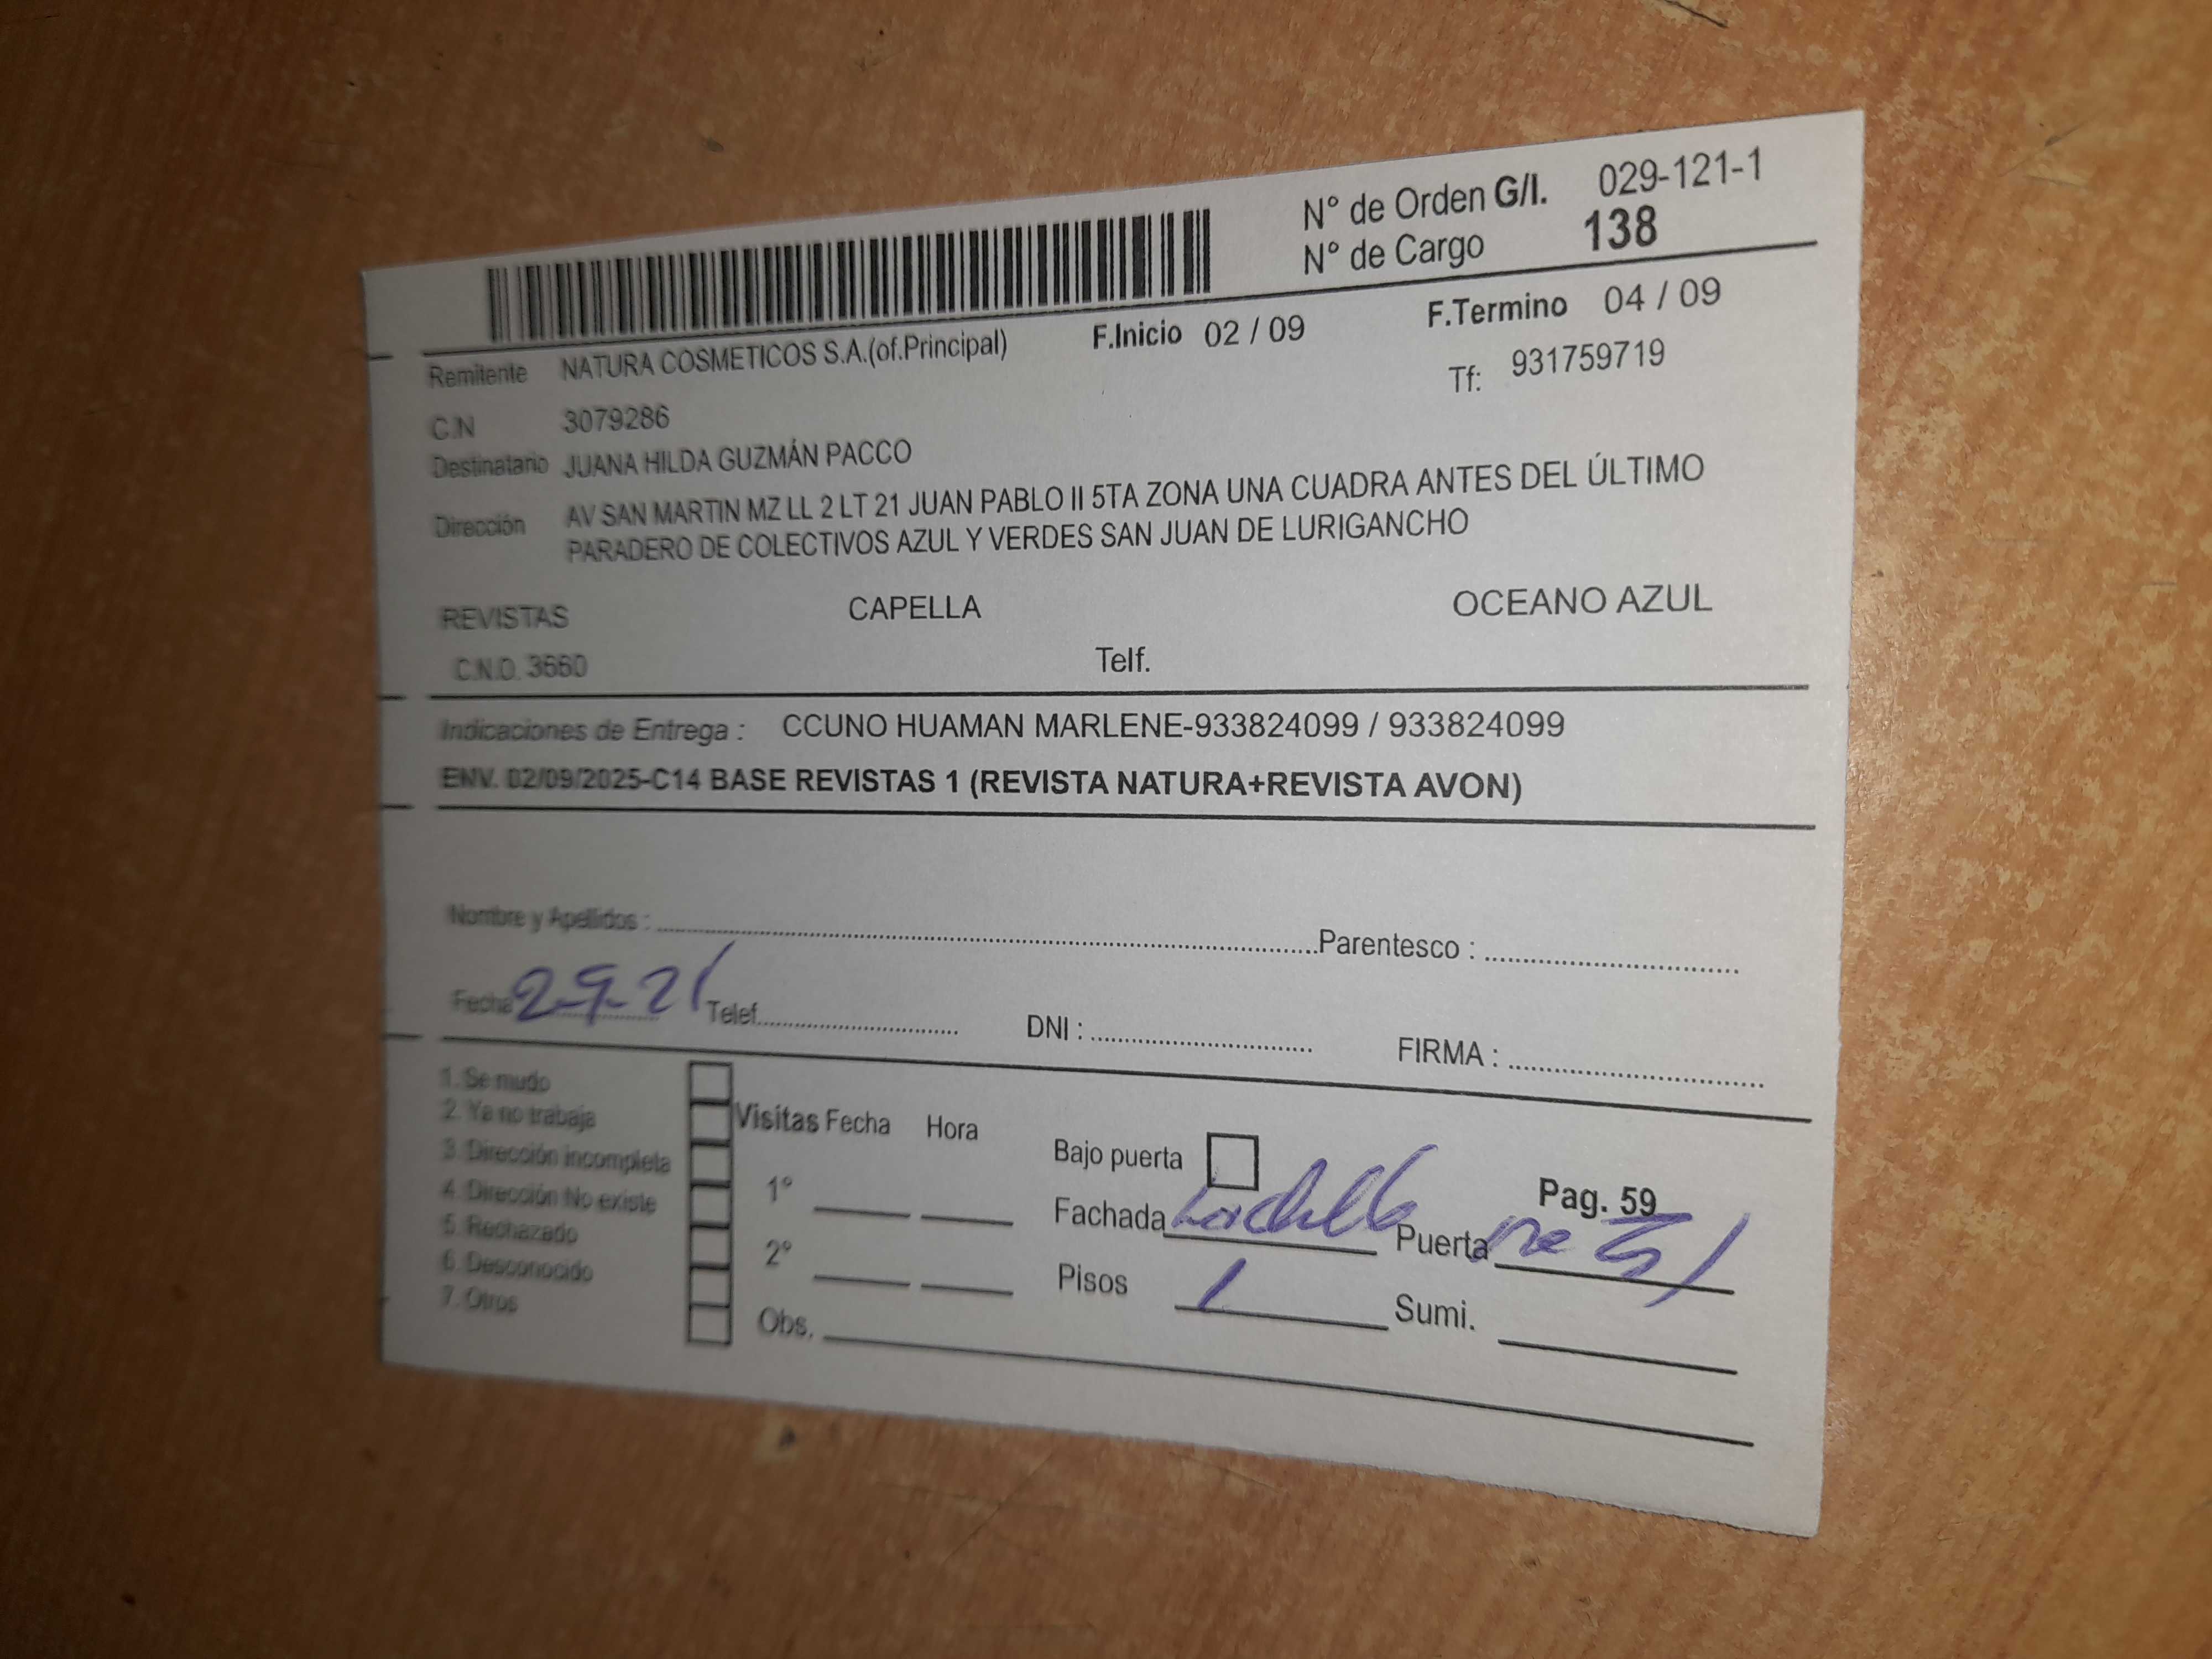 N° de Orden G/I. 029-121-1
N° de Cargo 138
F.Inicio 02 / 09 F.Termino 04 / 09
Remitente NATURA COSMETICOS S.A.(of.Principal) Tf: 931759719
C.N 3079286
Destinatario JUANA HILDA GUZMÁN PACCO
Dirección AV SAN MARTIN MZ LL 2 LT 21 JUAN PABLO II 5TA ZONA UNA CUADRA ANTES DEL ÚLTIMO
PARADERO DE COLECTIVOS AZUL Y VERDES SAN JUAN DE LURIGANCHO
REVISTAS CAPELLA OCEANO AZUL
C.N.O. 3660 Telf.
Indicaciones de Entrega : CCUNO HUAMAN MARLENE-933824099 / 933824099
ENV. 02/09/2025-C14 BASE REVISTAS 1 (REVISTA NATURA+REVISTA AVON)
Nombre y Apellidos : Parentesco :
Fecha Telef. DNI : FIRMA :
1. Se mudo
2. Ya no trabaja
3. Dirección incompleta
4. Dirección No existe
5. Rechazado
6. Desconocido
7. Otros
Visitas Fecha Hora
1°
2°
Obs.
Bajo puerta
Fachada Ladrillo
Pisos 1
Pag. 59
Puerta
Sumi.